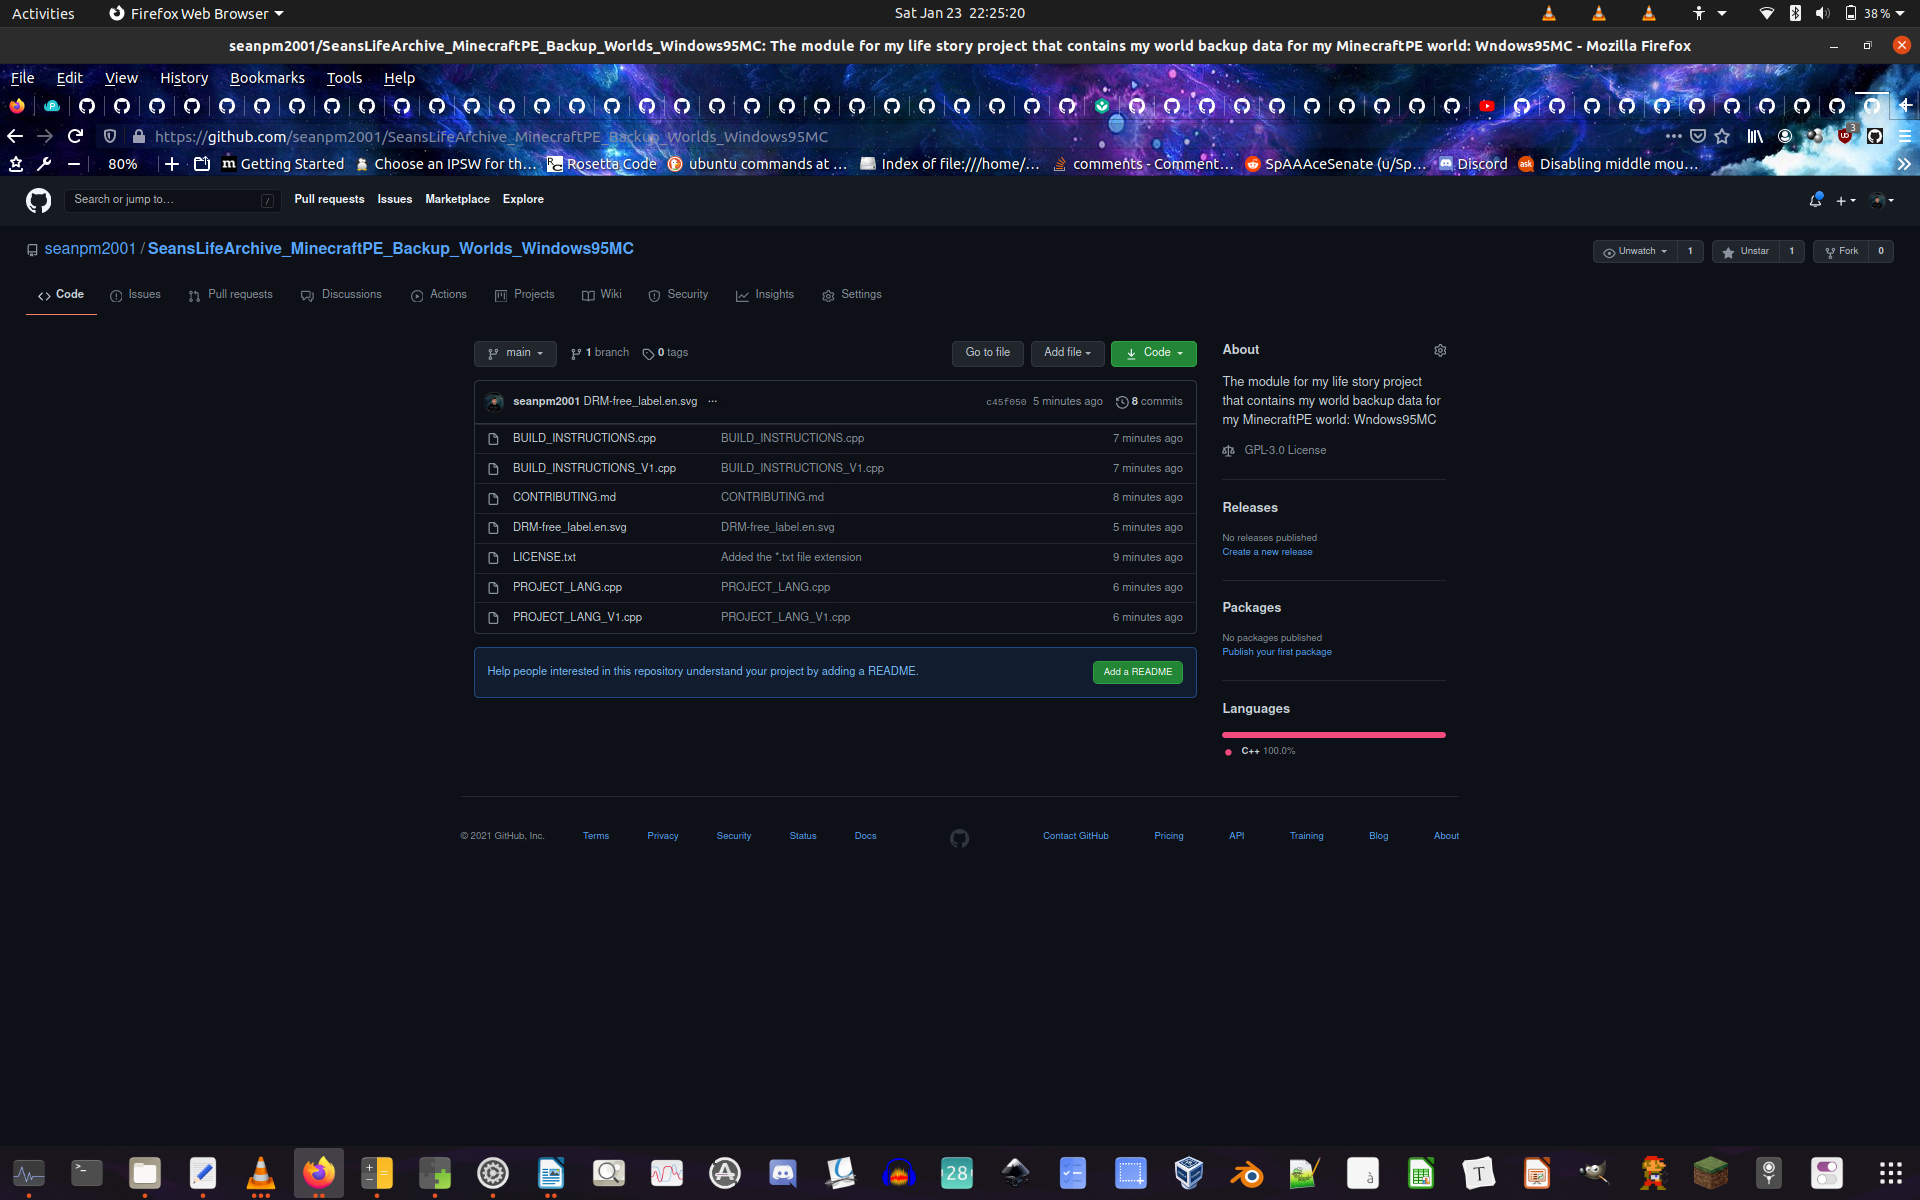 Activities
Firefox Web Browser
Sat Jan 23 22:25:20
38 %
seanpm2001/SeansLifeArchive_MinecraftPE_Backup_Worlds_Windows95MC: The module for my life story project that contains my world backup data for my MinecraftPE world: Wndows95MC - Mozilla Firefox
File Edit View History Bookmarks Tools Help
https://github.com/seanpm2001/SeansLifeArchive_MinecraftPE_Backup_Worlds_Windows95MC
3
80%
Getting Started
Choose an IPSW for th…
Rosetta Code
ubuntu commands at …
Index of file:///home/…
comments - Comment…
SpAAAceSenate (u/Sp…
Discord
Disabling middle mou…
Search or jump to…
/
Pull requests Issues Marketplace Explore
seanpm2001 / SeansLifeArchive_MinecraftPE_Backup_Worlds_Windows95MC
Unwatch 1
Unstar 1
Fork 0
Code
Issues
Pull requests
Discussions
Actions
Projects
Wiki
Security
Insights
Settings
main
1 branch
0 tags
Go to file
Add file
Code
seanpm2001 DRM-free_label.en.svg ...
c45f050 5 minutes ago
8 commits
BUILD_INSTRUCTIONS.cpp BUILD_INSTRUCTIONS.cpp 7 minutes ago
BUILD_INSTRUCTIONS_V1.cpp BUILD_INSTRUCTIONS_V1.cpp 7 minutes ago
CONTRIBUTING.md CONTRIBUTING.md 8 minutes ago
DRM-free_label.en.svg DRM-free_label.en.svg 5 minutes ago
LICENSE.txt Added the *.txt file extension 9 minutes ago
PROJECT_LANG.cpp PROJECT_LANG.cpp 6 minutes ago
PROJECT_LANG_V1.cpp PROJECT_LANG_V1.cpp 6 minutes ago
Help people interested in this repository understand your project by adding a README.
Add a README
About
The module for my life story project
that contains my world backup data for
my MinecraftPE world: Wndows95MC
GPL-3.0 License
Releases
No releases published
Create a new release
Packages
No packages published
Publish your first package
Languages
C++ 100.0%
© 2021 GitHub, Inc. Terms Privacy Security Status Docs Contact GitHub Pricing API Training Blog About
28